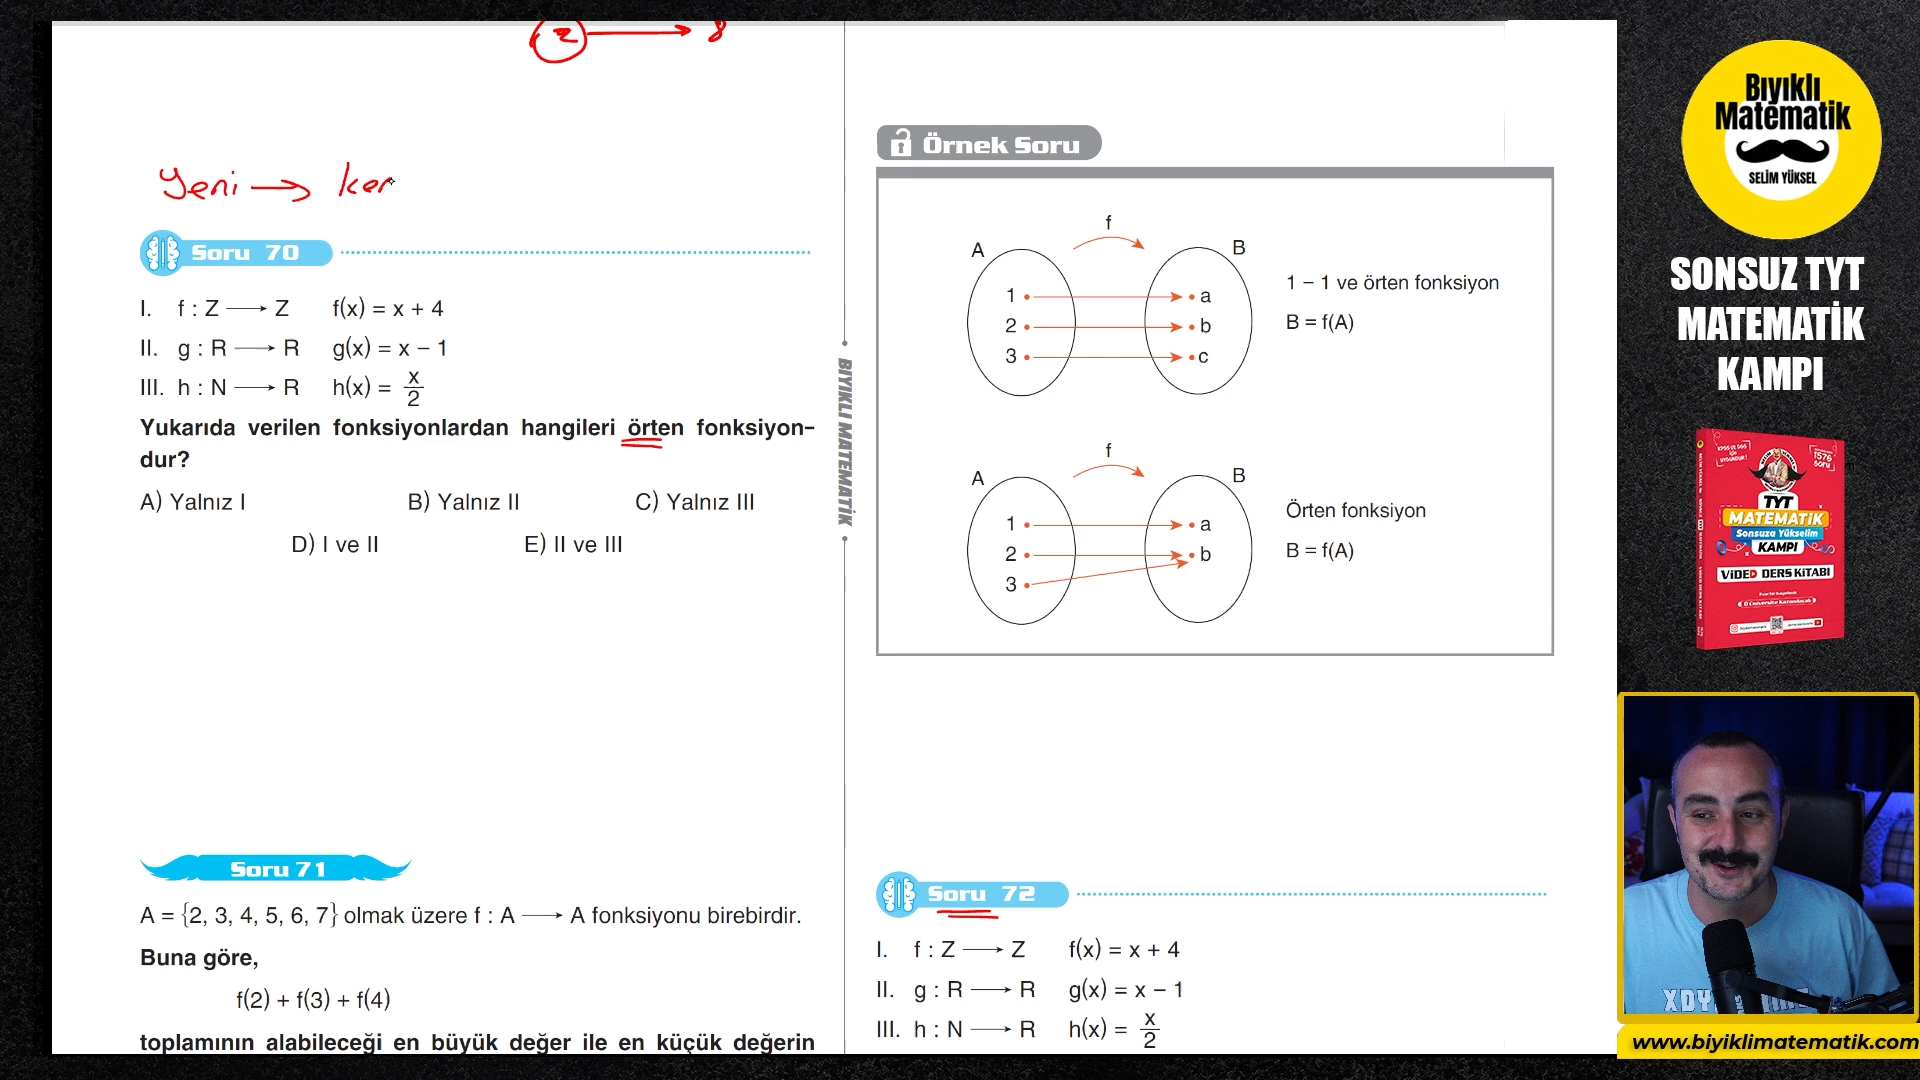 2 → 8
Yeni → ker
Soru 70
I. f : Z → Z f(x) = x + 4
II. g : R → R g(x) = x − 1
III. h : N → R h(x) = x/2
Yukarıda verilen fonksiyonlardan hangileri örten fonksiyon-
dur?
A) Yalnız I B) Yalnız II C) Yalnız III
D) I ve II E) II ve III
Soru 71
A = {2, 3, 4, 5, 6, 7} olmak üzere f : A → A fonksiyonu birebirdir.
Buna göre,
f(2) + f(3) + f(4)
toplamının alabileceği en büyük değer ile en küçük değerin
BIYIKLI MATEMATİK
Örnek Soru
f
A B
1 a
2 b
3 c
1 − 1 ve örten fonksiyon
B = f(A)
f
A B
1 a
2 b
3
Örten fonksiyon
B = f(A)
Soru 72
I. f : Z → Z f(x) = x + 4
II. g : R → R g(x) = x − 1
III. h : N → R h(x) = x/2
Bıyıklı
Matematik
SELİM YÜKSEL
SONSUZ TYT
MATEMATİK
KAMPI
1576
soru
TYT
MATEMATİK
Sonsuza Yükselim
KAMPI
VİDEO DERS KİTABI
XDY
www.biyiklimatematik.com